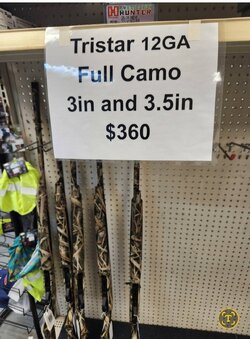 HUNTER
Tristar 12GA
Full Camo
3in and 3.5in
$360